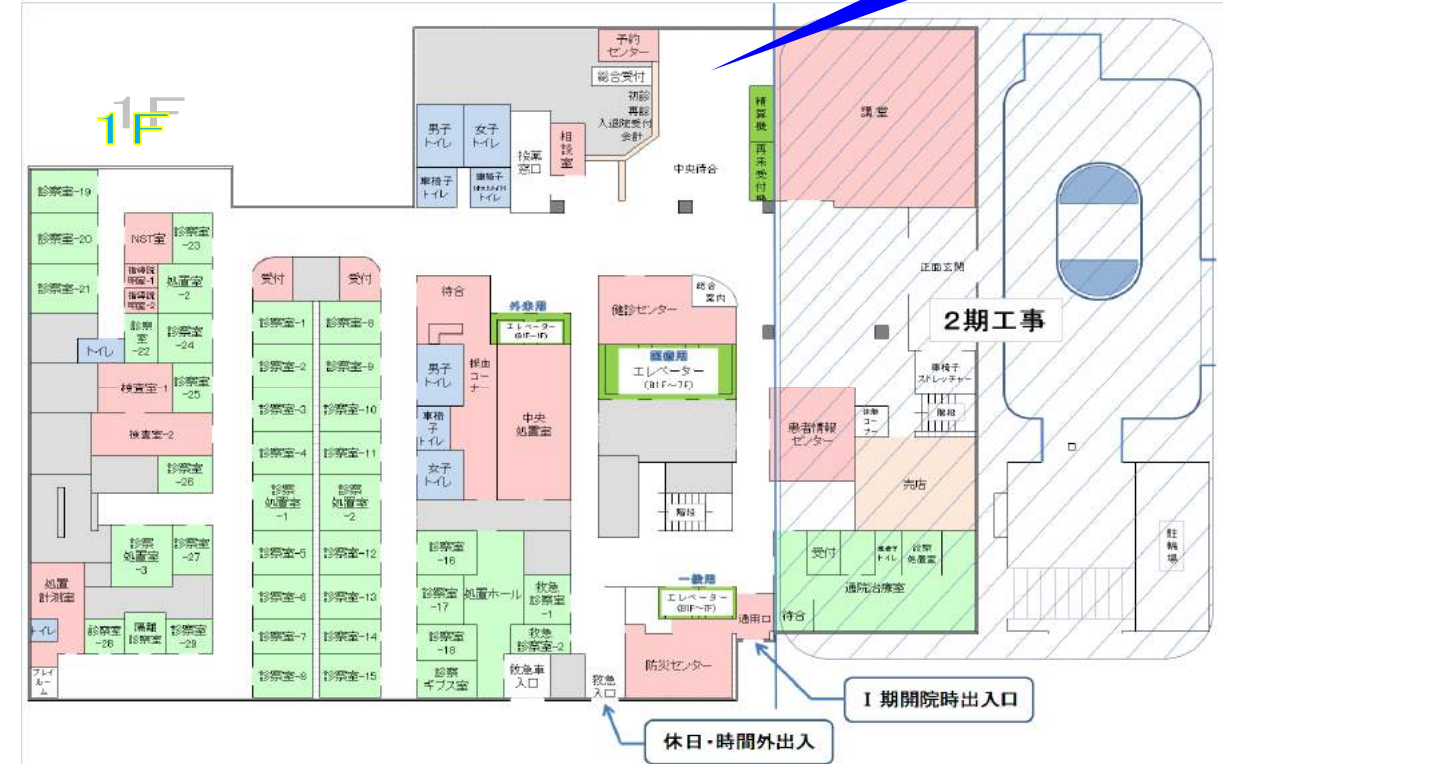 1F
予約
センター
総合受付
初診
再診
入退院受付
会計
精算機
再来受付機
講堂
男子
トイレ
女子
トイレ
投薬
窓口
相談室
車椅子
トイレ
車椅子
トイレ
中央待合
診察室-19
診察室-20
診察室-21
NST室
診察室
-23
処置室
-2
診察
室
-22
診察室
-24
トイレ
検査室-1
診察室
-25
検査室-2
診察室
-26
診察
処置室
-3
診察室
-27
処置
計測室
トイレ
診察室
-28
隔離
診察室
診察室
-29
プレイ
ルー
ム
受付
受付
診察室-1
診察室-8
診察室-2
診察室-9
診察室-3
診察室-10
診察室-4
診察室-11
診察
処置室
-1
診察
処置室
-2
診察室-5
診察室-12
診察室-6
診察室-13
診察室-7
診察室-14
診察室-8
診察室-15
待合
外来用
エレベーター
(B1F~1F)
男子
トイレ
採血
コー
ナー
車椅
子
トイレ
女子
トイレ
中央
処置室
診察室
-16
診察室
-17
処置ホール
救急
診察室
-1
診察室
-18
救急
診察室-2
診察
ギブス室
救急車
入口
救急
入口
健診センター
総合
案内
医療用
エレベーター
(B1F~7F)
階段
一般用
エレベーター
(B1F~7F)
通用口
防災センター
正面玄関
2期工事
車椅子
ストレッチャー
階段
患者情報
センター
売店
受付
トイレ
診察
処置室
通院治療室
待合
駐
輪
場
Ⅰ期開院時出入口
休日・時間外出入